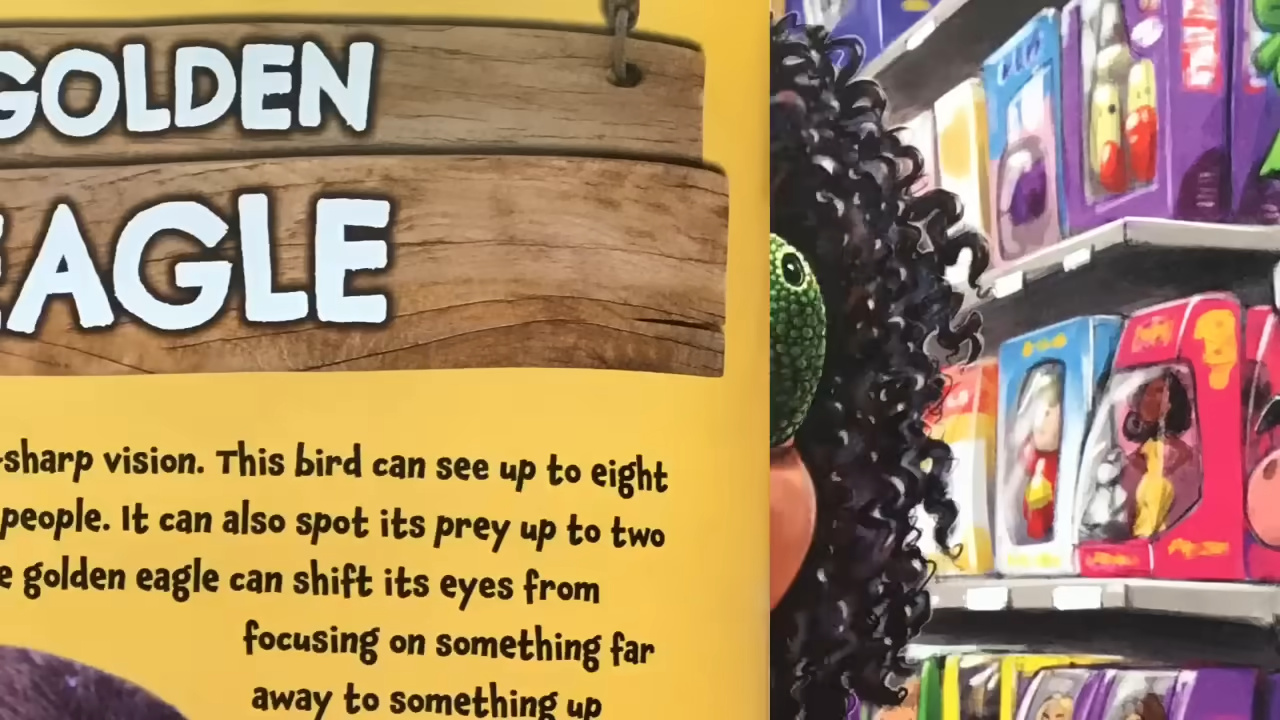 GOLDEN
EAGLE
-sharp vision. This bird can see up to eight
people. It can also spot its prey up to two
e golden eagle can shift its eyes from
focusing on something far
away to something up